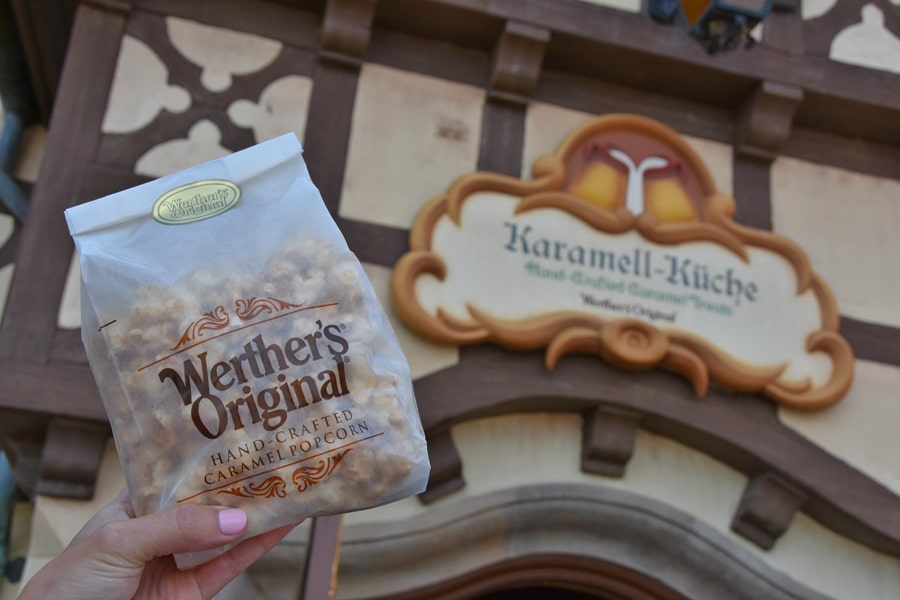 Werther's
Original
Werther's®
Original®
HAND-CRAFTED
CARAMEL POPCORN
Karamell-Küche
Hand-Crafted Caramel Treats
Werther's Original